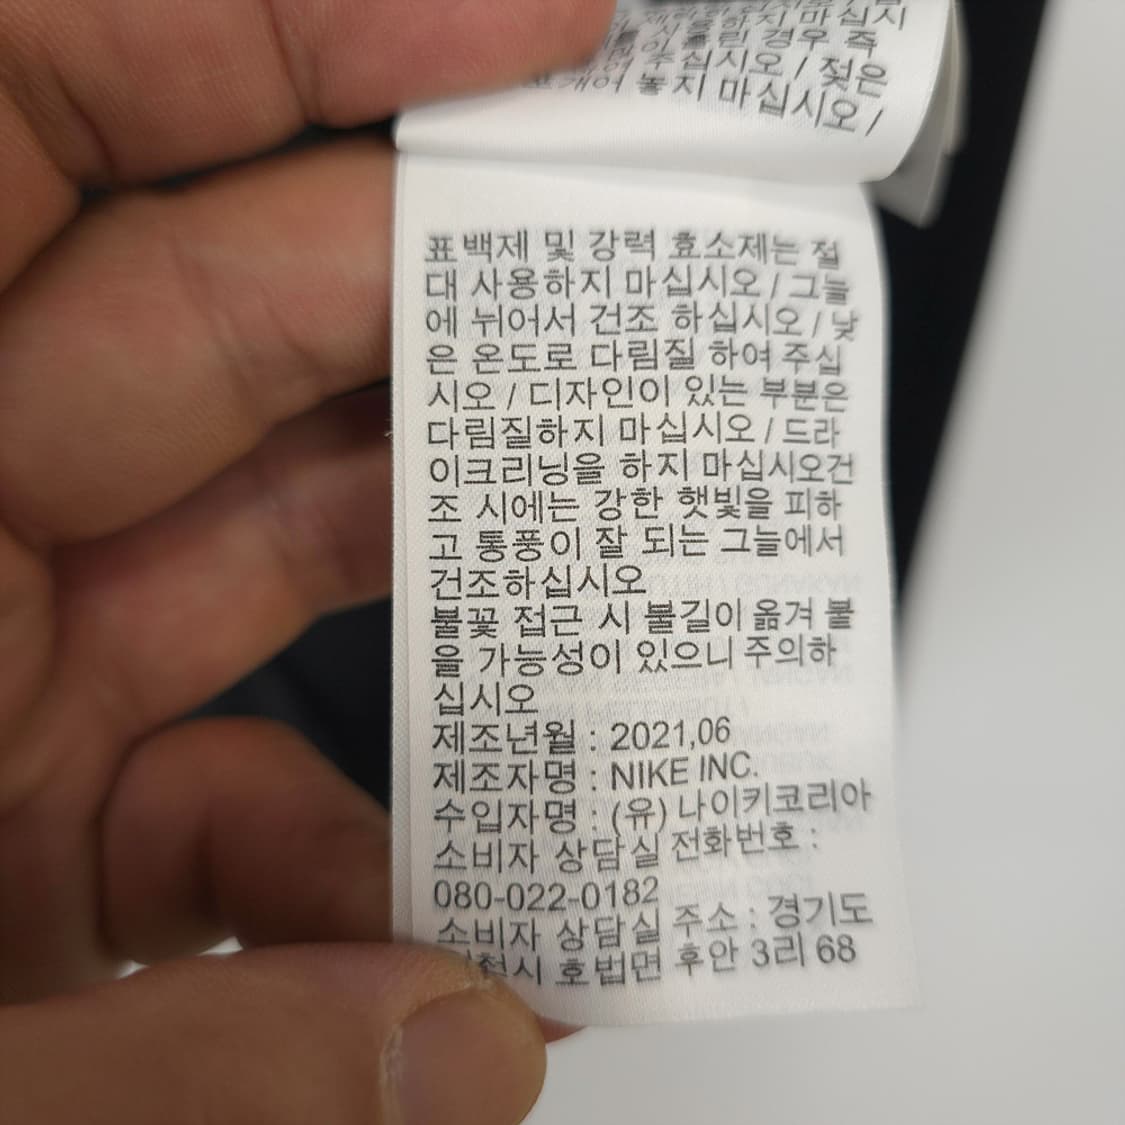 하지 마십시
흘린 경우 즉
주십시오 / 젖은
놓지 마십시오 /
표백제 및 강력 효소제는 절
대 사용하지 마십시오 / 그늘
에 뉘어서 건조 하십시오 / 낮
은 온도로 다림질 하여 주십
시오 / 디자인이 있는 부분은
다림질하지 마십시오 / 드라
이크리닝을 하지 마십시오건
조 시에는 강한 햇빛을 피하
고 통풍이 잘 되는 그늘에서
건조하십시오
불꽃 접근 시 불길이 옮겨 붙
을 가능성이 있으니 주의하
십시오
제조년월 : 2021,06
제조자명 : NIKE INC.
수입자명 : (유) 나이키코리아
소비자 상담실 전화번호 :
080-022-0182
소비자 상담실 주소 : 경기도
호법면 후안 3리 68